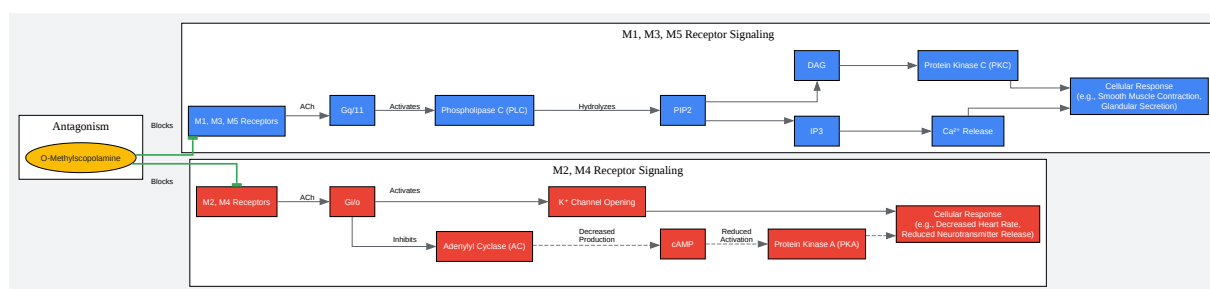 M1, M3, M5 Receptor Signaling
DAG
Protein Kinase C (PKC)
Cellular Response
(e.g., Smooth Muscle Contraction,
Glandular Secretion)
ACh
Activates
Hydrolyzes
Gq/11
Phospholipase C (PLC)
PIP2
M1, M3, M5 Receptors
Blocks
IP3
Ca²⁺ Release
Antagonism
O-Methylscopolamine
Blocks
M2, M4 Receptor Signaling
M2, M4 Receptors
ACh
Gi/o
Activates
K⁺ Channel Opening
Cellular Response
(e.g., Decreased Heart Rate,
Reduced Neurotransmitter Release)
Inhibits
Adenylyl Cyclase (AC)
Decreased
Production
cAMP
Reduced
Activation
Protein Kinase A (PKA)